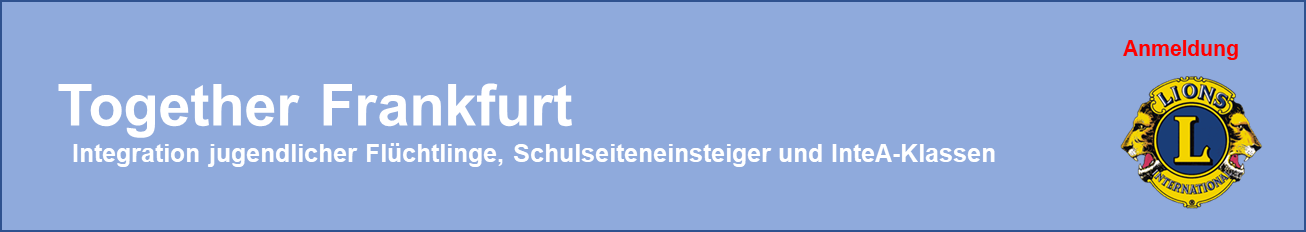 Anmeldung
Together Frankfurt
Integration jugendlicher Flüchtlinge, Schulseiteneinsteiger und InteA-Klassen
LIONS
L
INTERNATIONAL
®